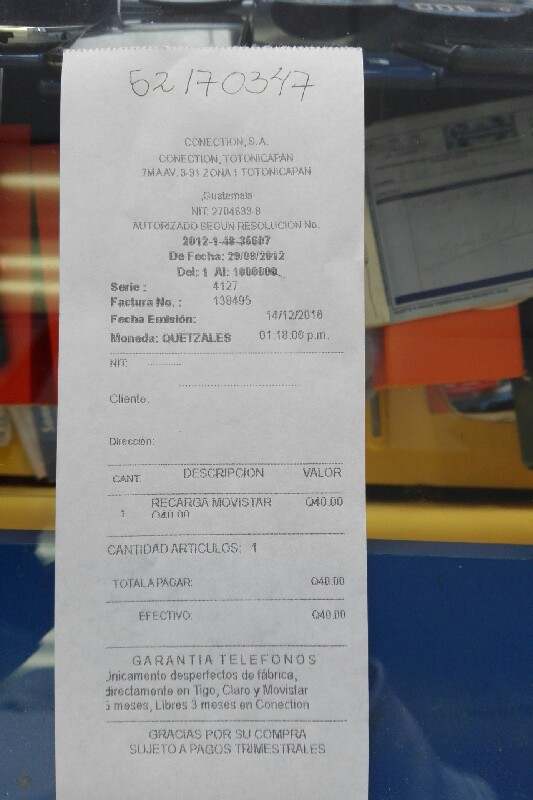 52170347
CONECTION, S.A.
CONECTION, TOTONICAPAN
7MA AV. 3-31 ZONA 1 TOTONICAPAN
,Guatemala
NIT: 2704633-8
AUTORIZADO SEGUN RESOLUCION No.
2012-1-48-36607
De Fecha: 29/08/2012
Del: 1 Al: 1000000.
Serie : 4127
Factura No. : 138495
Fecha Emisión: 14/12/2016
Moneda: QUETZALES 01:18:06 p.m.
NIT:
Cliente:
Dirección:
CANT. DESCRIPCION VALOR
1 RECARGA MOVISTAR Q40.00
Q40.00
CANTIDAD ARTICULOS: 1
TOTAL A PAGAR: Q40.00
EFECTIVO: Q40.00
GARANTIA TELEFONOS
Unicamento desperfectos de fábrica,
directamente en Tigo, Claro y Movistar
meses, Libres 3 meses en Conection
GRACIAS POR SU COMPRA
SUJETO A PAGOS TRIMESTRALES